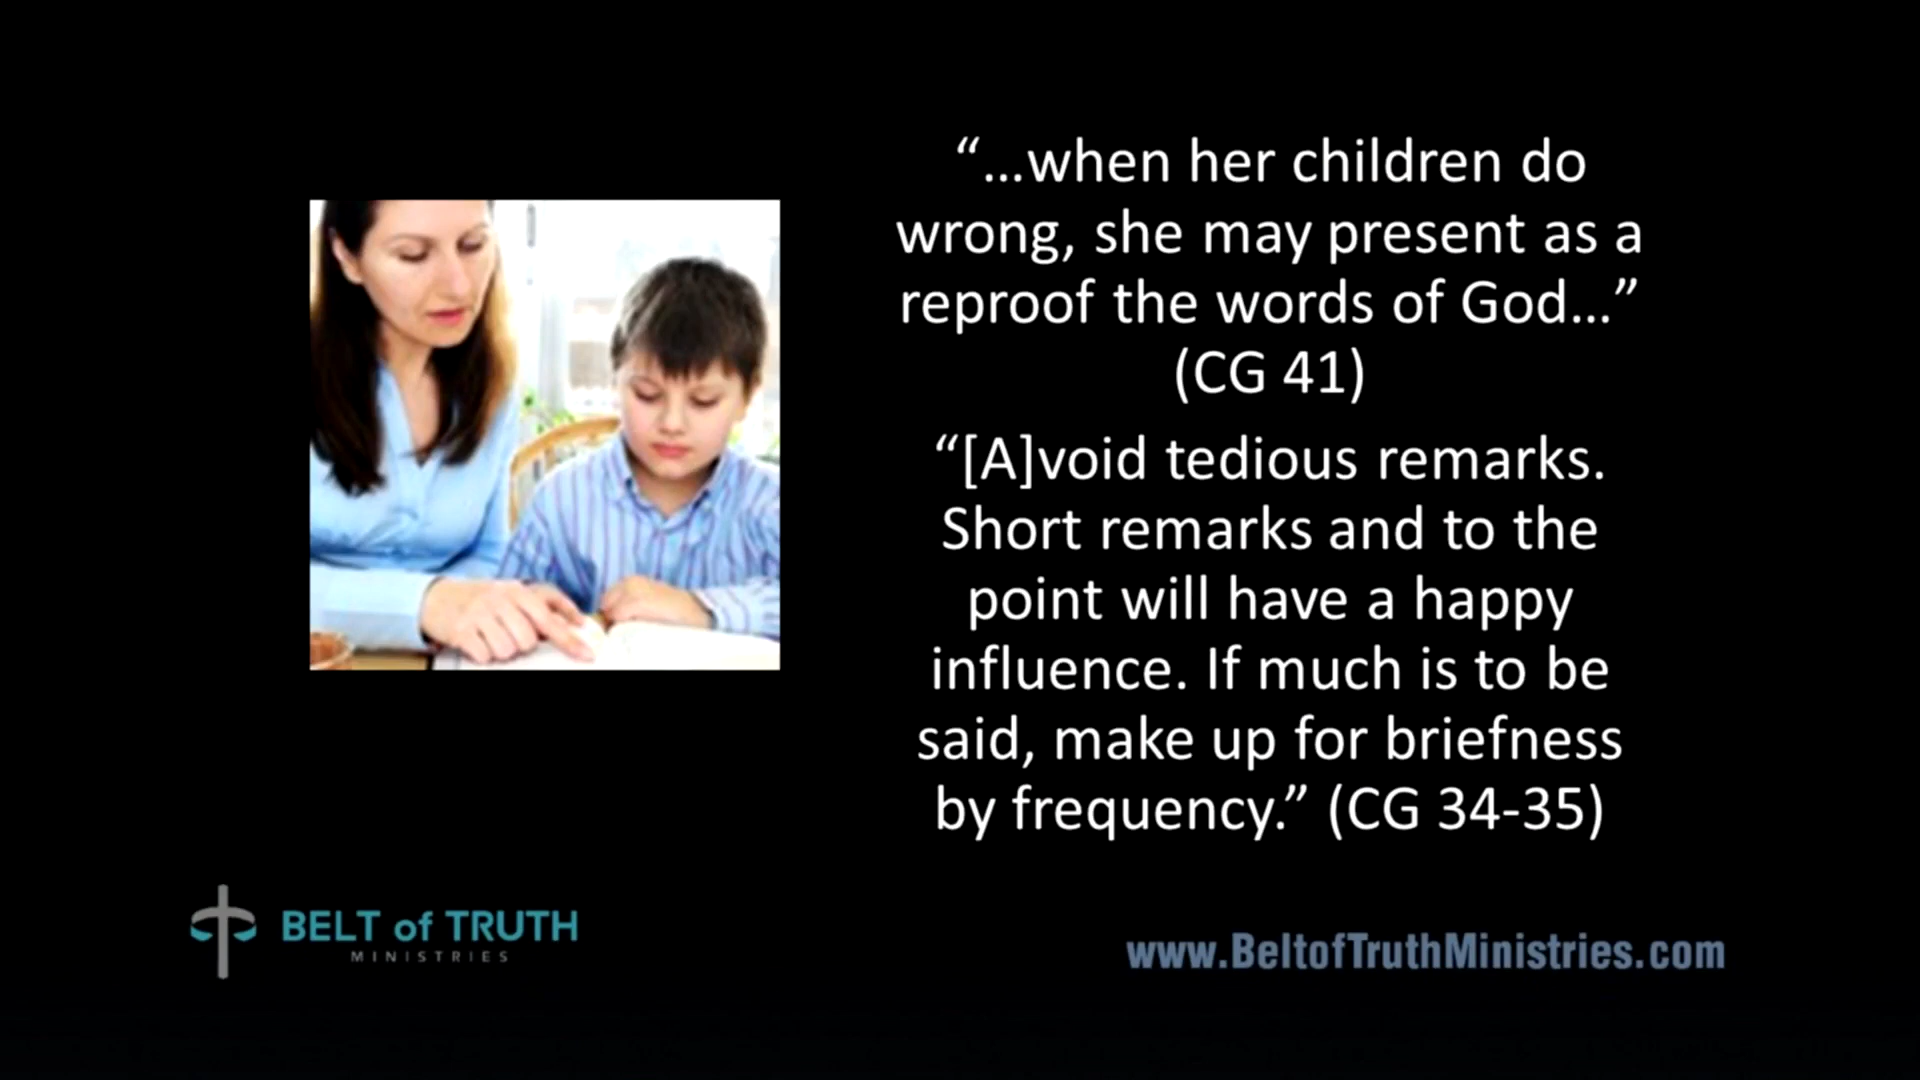 “...when her children do
wrong, she may present as a
reproof the words of God...”
(CG 41)
“[A]void tedious remarks.
Short remarks and to the
point will have a happy
influence. If much is to be
said, make up for briefness
by frequency.” (CG 34-35)
BELT of TRUTH
MINISTRIES
www.BeltofTruthMinistries.com